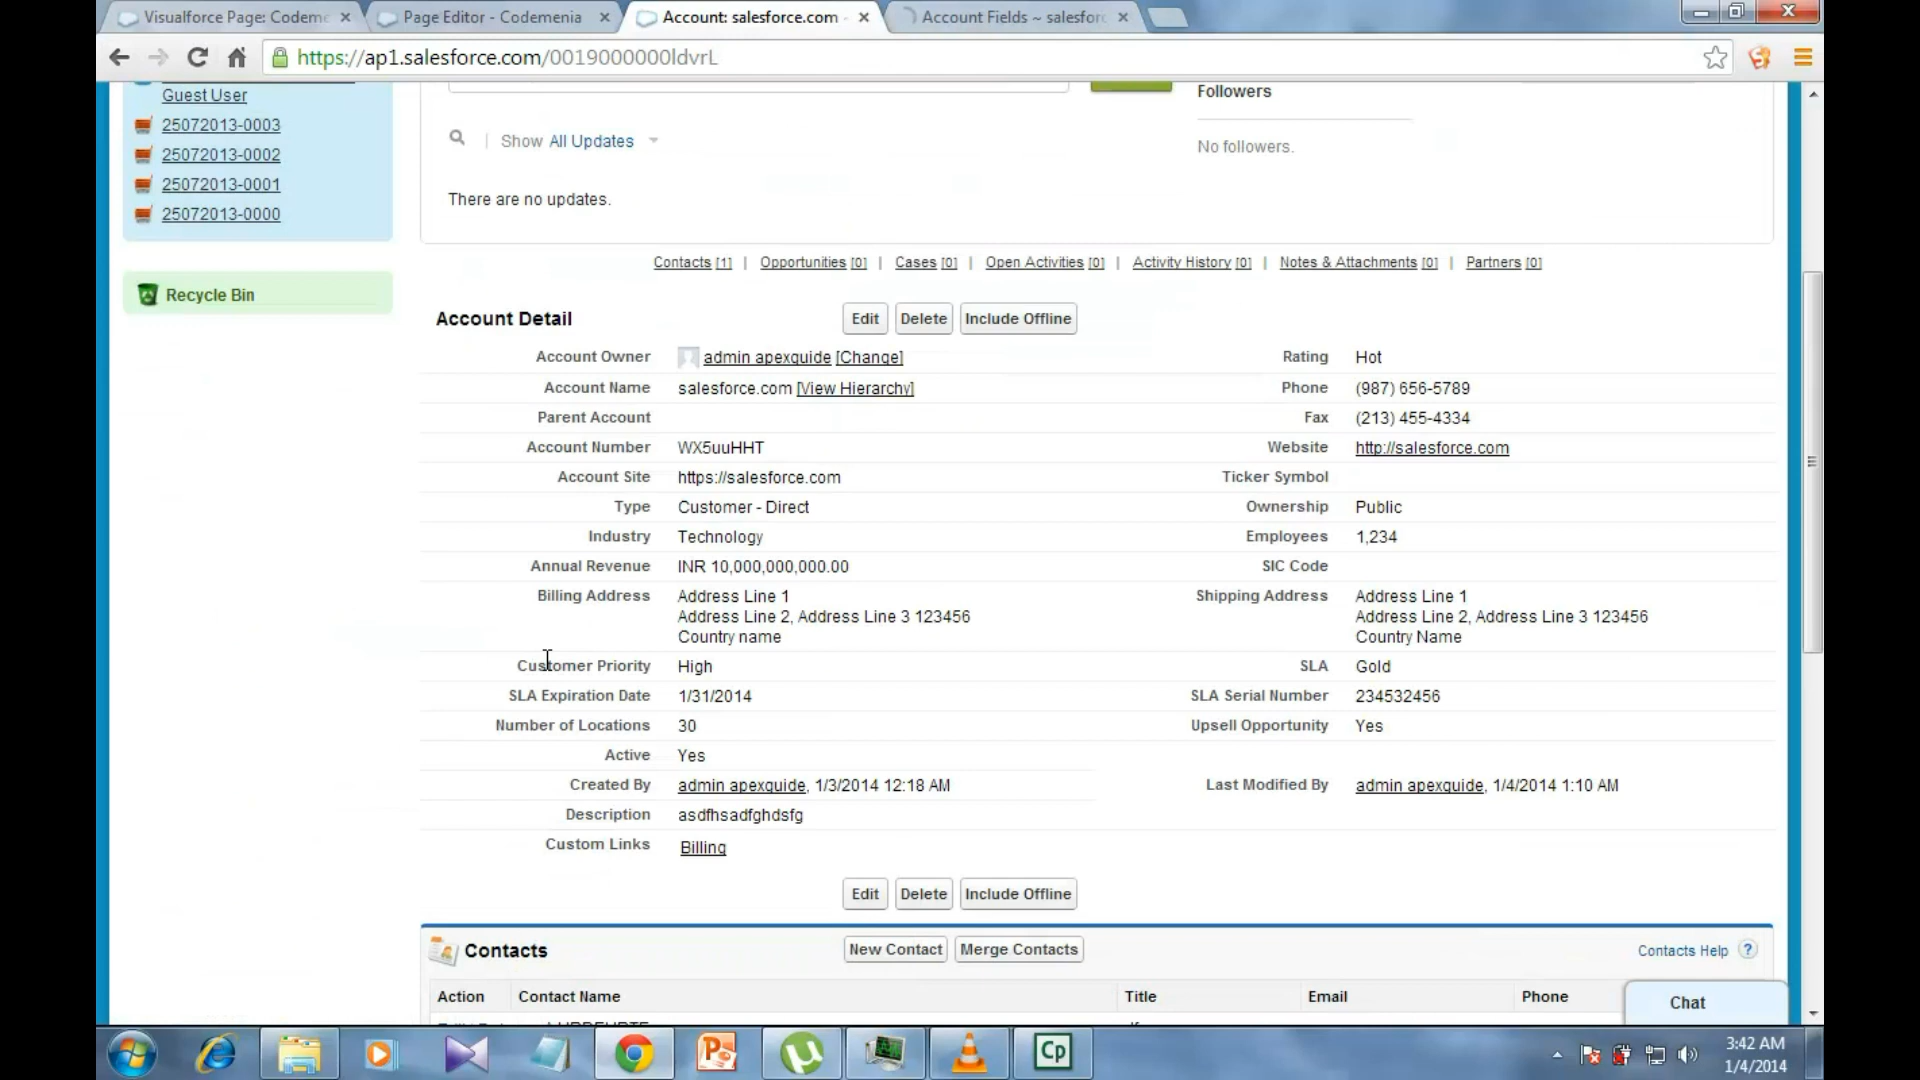 Visualforce Page: Codeme
Page Editor - Codemenia
Account: salesforce.com -
Account Fields ~ salesforc
https://ap1.salesforce.com/0019000000ldvrL
Guest User
25072013-0003
25072013-0002
25072013-0001
25072013-0000
Recycle Bin
Followers
No followers.
Show All Updates
There are no updates.
Contacts [1] | Opportunities [0] | Cases [0] | Open Activities [0] | Activity History [0] | Notes & Attachments [0] | Partners [0]
Account Detail Edit Delete Include Offline
Account Owner admin apexguide [Change] Rating Hot
Account Name salesforce.com [View Hierarchy] Phone (987) 656-5789
Parent Account Fax (213) 455-4334
Account Number WX5uuHHT Website http://salesforce.com
Account Site https://salesforce.com Ticker Symbol
Type Customer - Direct Ownership Public
Industry Technology Employees 1,234
Annual Revenue INR 10,000,000,000.00 SIC Code
Billing Address Address Line 1 Shipping Address Address Line 1
Address Line 2, Address Line 3 123456 Address Line 2, Address Line 3 123456
Country name Country Name
Customer Priority High SLA Gold
SLA Expiration Date 1/31/2014 SLA Serial Number 234532456
Number of Locations 30 Upsell Opportunity Yes
Active Yes
Created By admin apexguide, 1/3/2014 12:18 AM Last Modified By admin apexguide, 1/4/2014 1:10 AM
Description asdfhsadfghdsfg
Custom Links Billing
Edit Delete Include Offline
Contacts New Contact Merge Contacts Contacts Help ?
Action Contact Name Title Email Phone
Chat
Cp
3:42 AM
1/4/2014